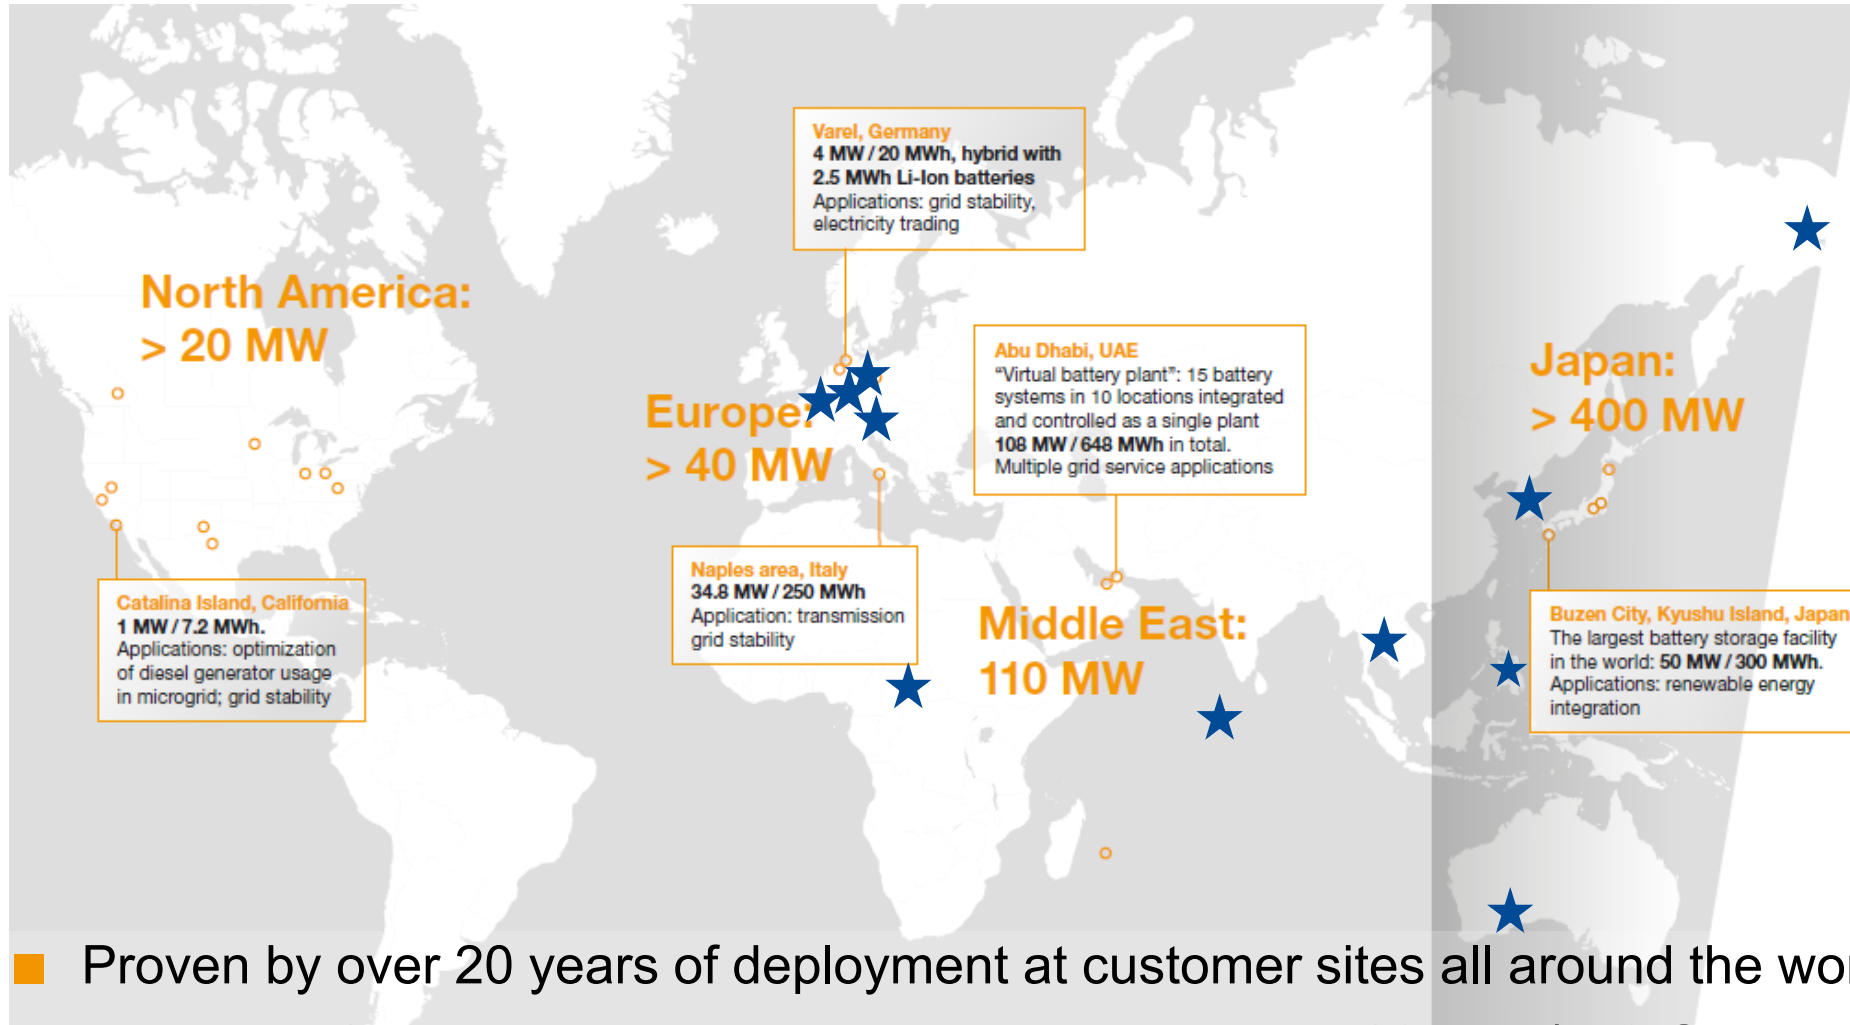 Varel, Germany
4 MW / 20 MWh, hybrid with
2.5 MWh Li-Ion batteries
Applications: grid stability,
electricity trading
North America:
> 20 MW
Abu Dhabi, UAE
“Virtual battery plant”: 15 battery
systems in 10 locations integrated
and controlled as a single plant
108 MW / 648 MWh in total.
Multiple grid service applications
Japan:
> 400 MW
Europe:
> 40 MW
Naples area, Italy
34.8 MW / 250 MWh
Application: transmission
grid stability
Catalina Island, California
1 MW / 7.2 MWh.
Applications: optimization
of diesel generator usage
in microgrid; grid stability
Middle East:
110 MW
Buzen City, Kyushu Island, Japan
The largest battery storage facility
in the world: 50 MW / 300 MWh.
Applications: renewable energy
integration
Proven by over 20 years of deployment at customer sites all around the